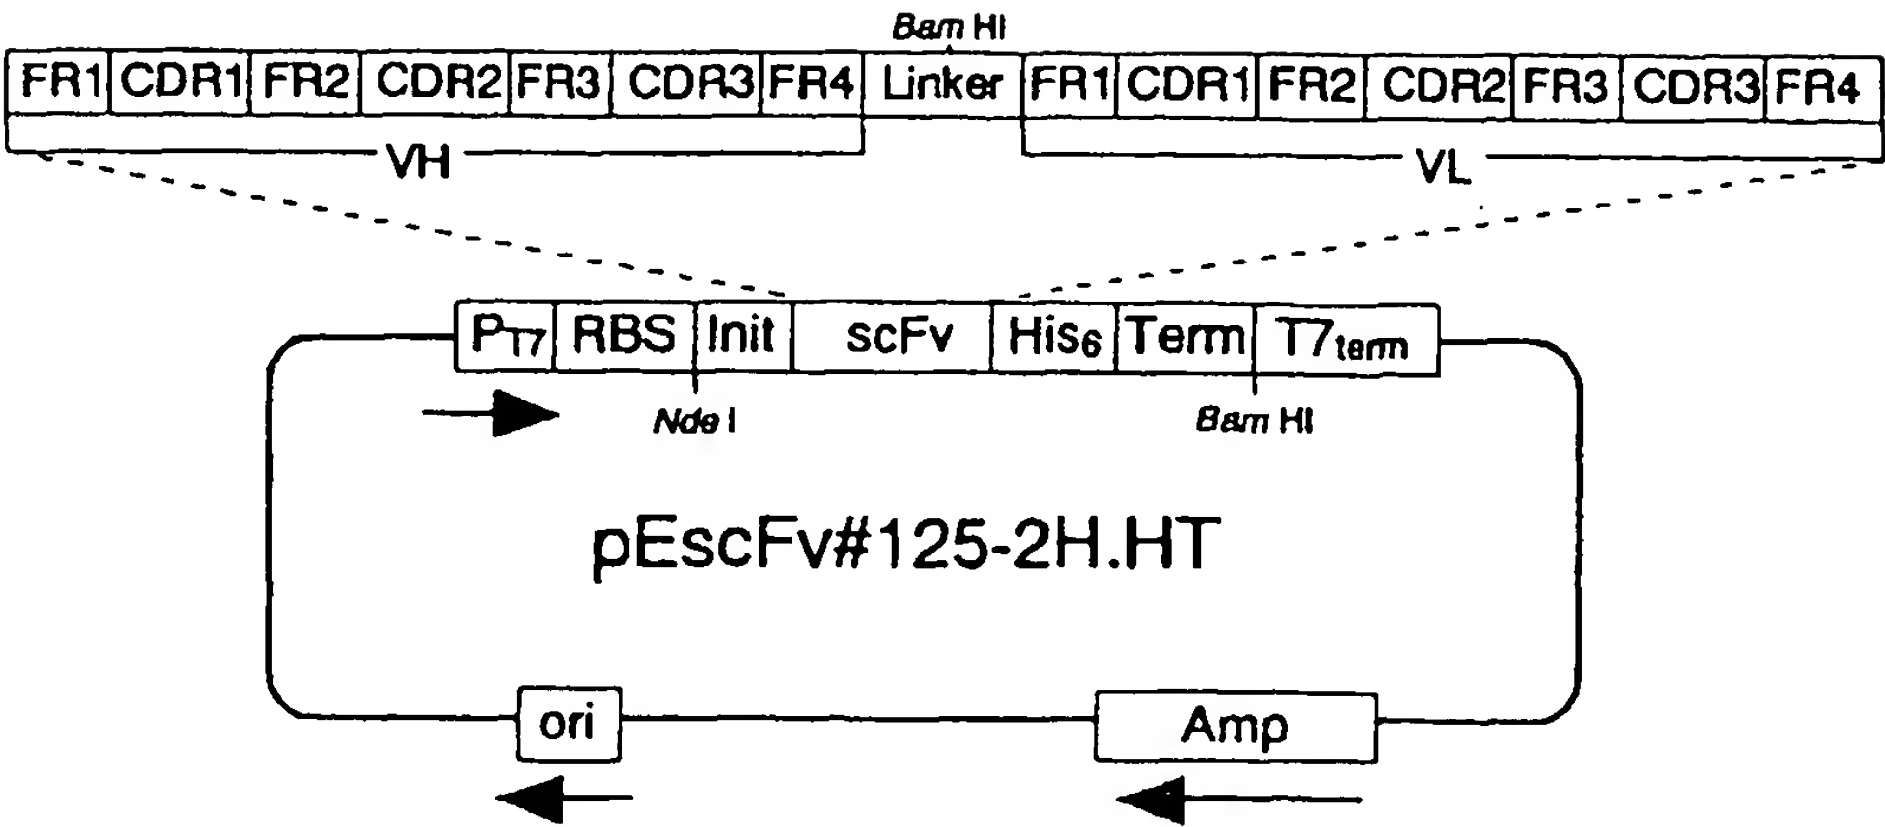 Bam HI
FR1 CDR1 FR2 CDR2 FR3 CDR3 FR4 Linker FR1 CDR1 FR2 CDR2 FR3 CDR3 FR4
VH VL
PT7 RBS Init scFv His6 Term T7term
Nde I Bam HI
pEscFv#125-2H.HT
ori Amp